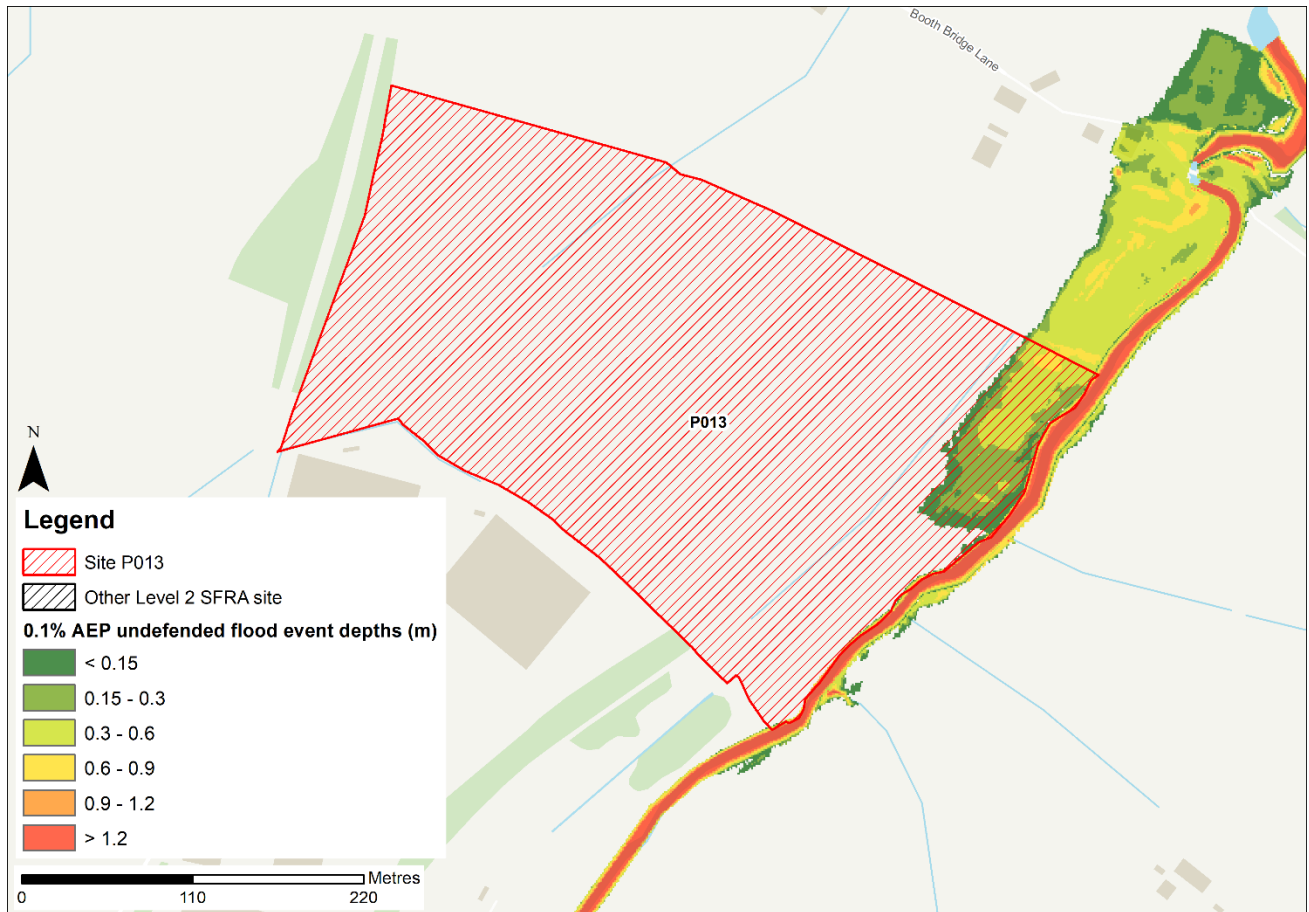 Booth Bridge Lane
P013
N
Legend
Site P013
Other Level 2 SFRA site
0.1% AEP undefended flood event depths (m)
< 0.15
0.15 - 0.3
0.3 - 0.6
0.6 - 0.9
0.9 - 1.2
> 1.2
Metres
0 110 220